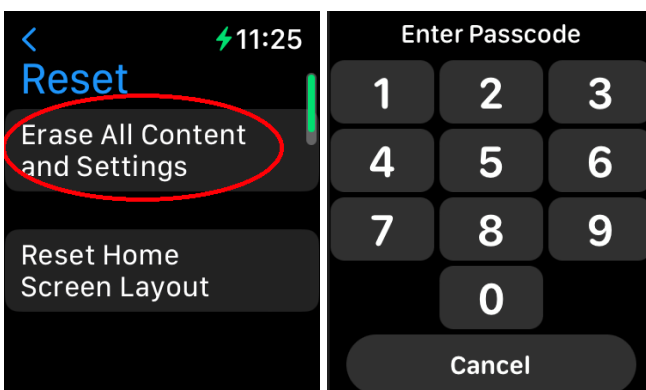 11:25
Reset
Erase All Content
and Settings
Reset Home
Screen Layout
Enter Passcode
1 2 3
4 5 6
7 8 9
0
Cancel